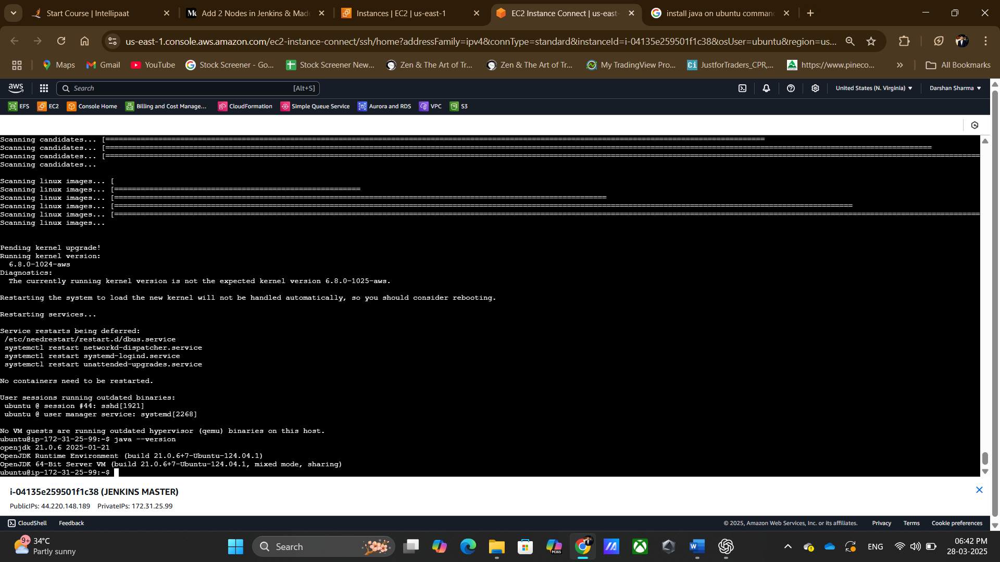 Start Course | Intellipaat
Add 2 Nodes in Jenkins & Made
Instances | EC2 | us-east-1
EC2 Instance Connect | us-east-
install java on ubuntu comman
us-east-1.console.aws.amazon.com/ec2-instance-connect/ssh/home?addressFamily=ipv4&connType=standard&instanceId=i-04135e259501f1c38&osUser=ubuntu&region=us...
Maps
Gmail
YouTube
Stock Screener - Go...
Stock Screener New...
Zen & The Art of Tr...
Zen & The Art of Tr...
My TradingView Pro...
JustforTraders_CPR,...
https://www.pineco...
All Bookmarks
aws
Search
[Alt+S]
United States (N. Virginia)
Darshan Sharma
EFS
EC2
Console Home
Billing and Cost Manage...
CloudFormation
Simple Queue Service
Aurora and RDS
VPC
S3
Scanning candidates... [=====
Scanning candidates... [=====
Scanning candidates... [=====
Scanning candidates...
Scanning linux images... [
Scanning linux images... [=====
Scanning linux images... [=====
Scanning linux images... [=====
Scanning linux images... [=====
Scanning linux images...
Pending kernel upgrade!
Running kernel version:
6.8.0-1024-aws
Diagnostics:
The currently running kernel version is not the expected kernel version 6.8.0-1025-aws.
Restarting the system to load the new kernel will not be handled automatically, so you should consider rebooting.
Restarting services...
Service restarts being deferred:
/etc/needrestart/restart.d/dbus.service
systemctl restart networkd-dispatcher.service
systemctl restart systemd-logind.service
systemctl restart unattended-upgrades.service
No containers need to be restarted.
User sessions running outdated binaries:
ubuntu @ session #44: sshd[1921]
ubuntu @ user manager service: systemd[2268]
No VM guests are running outdated hypervisor (qemu) binaries on this host.
ubuntu@ip-172-31-25-99:~$ java --version
openjdk 21.0.6 2025-01-21
OpenJDK Runtime Environment (build 21.0.6+7-Ubuntu-124.04.1)
OpenJDK 64-Bit Server VM (build 21.0.6+7-Ubuntu-124.04.1, mixed mode, sharing)
ubuntu@ip-172-31-25-99:~$
i-04135e259501f1c38 (JENKINS MASTER)
PublicIPs: 44.220.148.189 PrivateIPs: 172.31.25.99
CloudShell
Feedback
© 2025, Amazon Web Services, Inc. or its affiliates.
Privacy
Terms
Cookie preferences
9+
34°C
Partly sunny
Search
M365
ENG
06:42 PM
28-03-2025